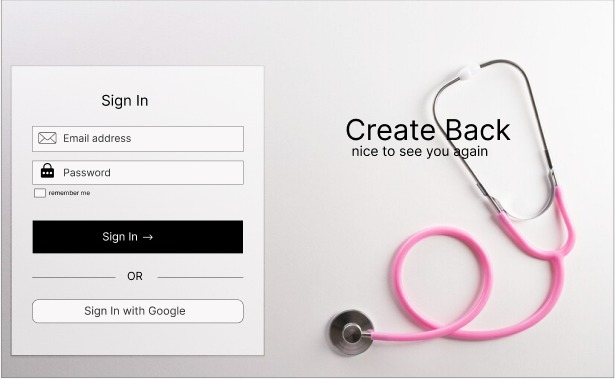 Sign In
Email address
Password
remember me
Sign In →
OR
Sign In with Google
Create Back
nice to see you again